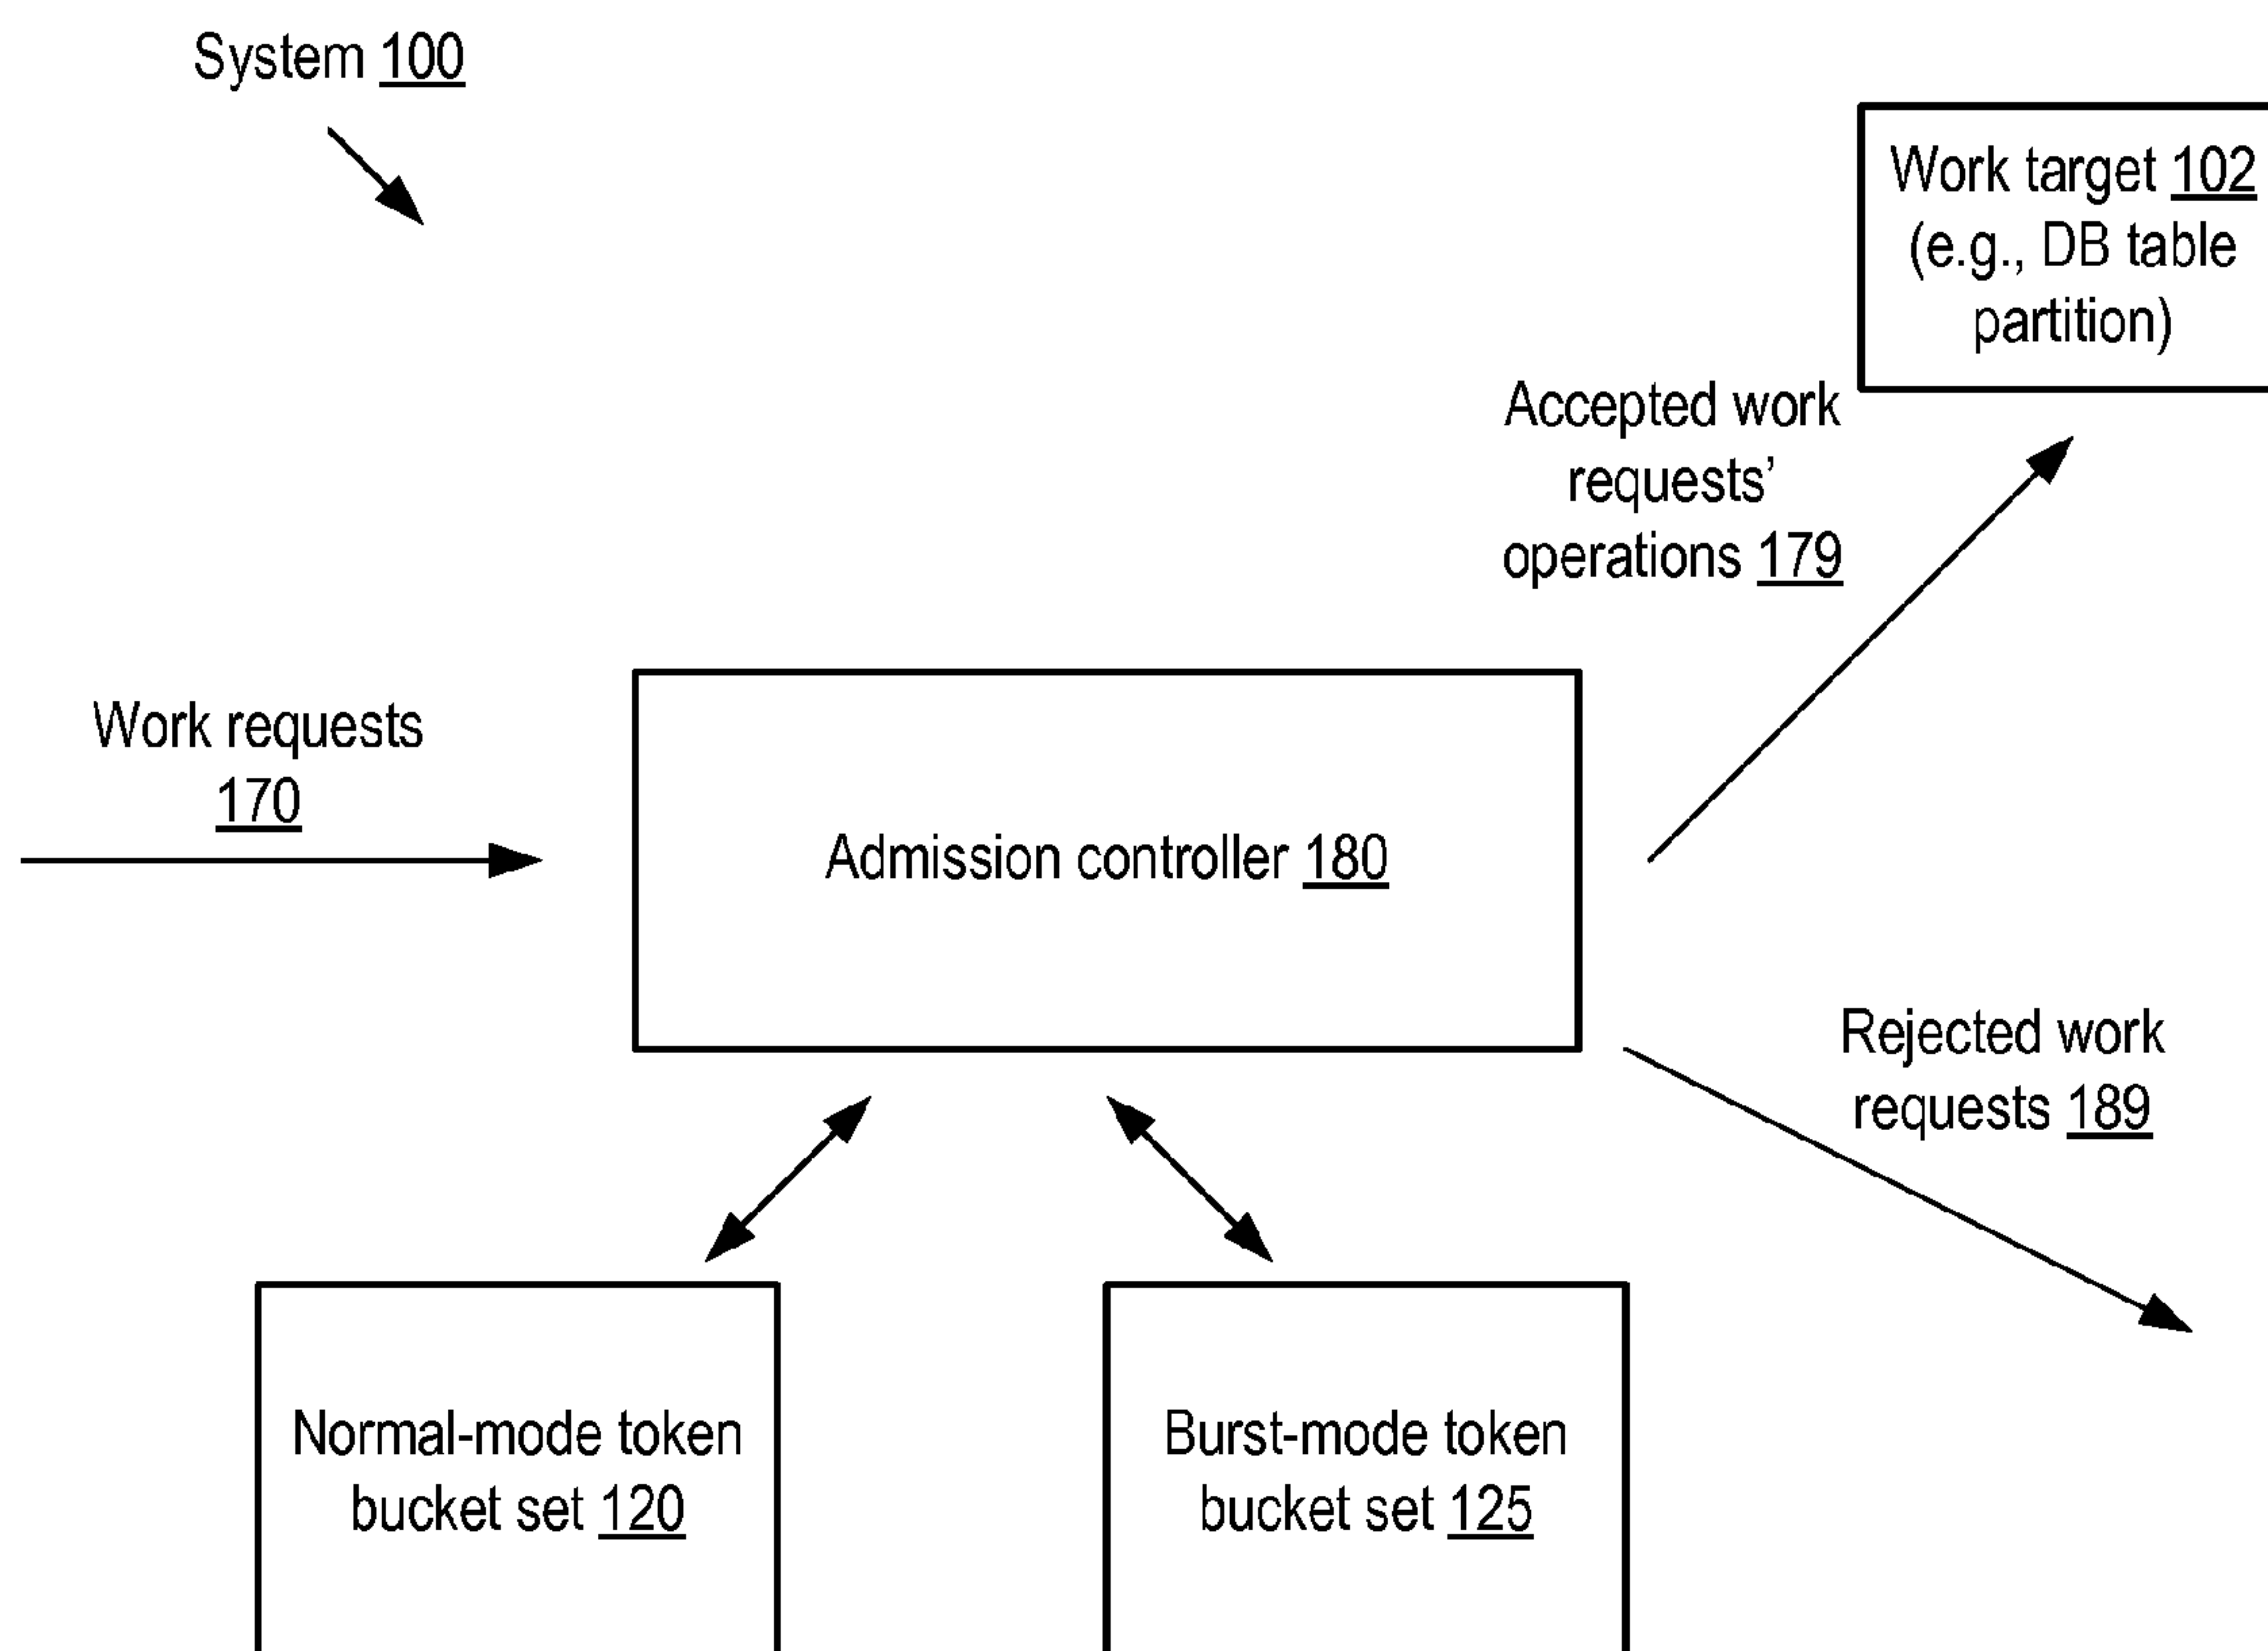 System 100
Work target 102
(e.g., DB table
partition)
Accepted work
requests’
operations 179
Work requests
170
Admission controller 180
Rejected work
requests 189
Normal-mode token
bucket set 120
Burst-mode token
bucket set 125